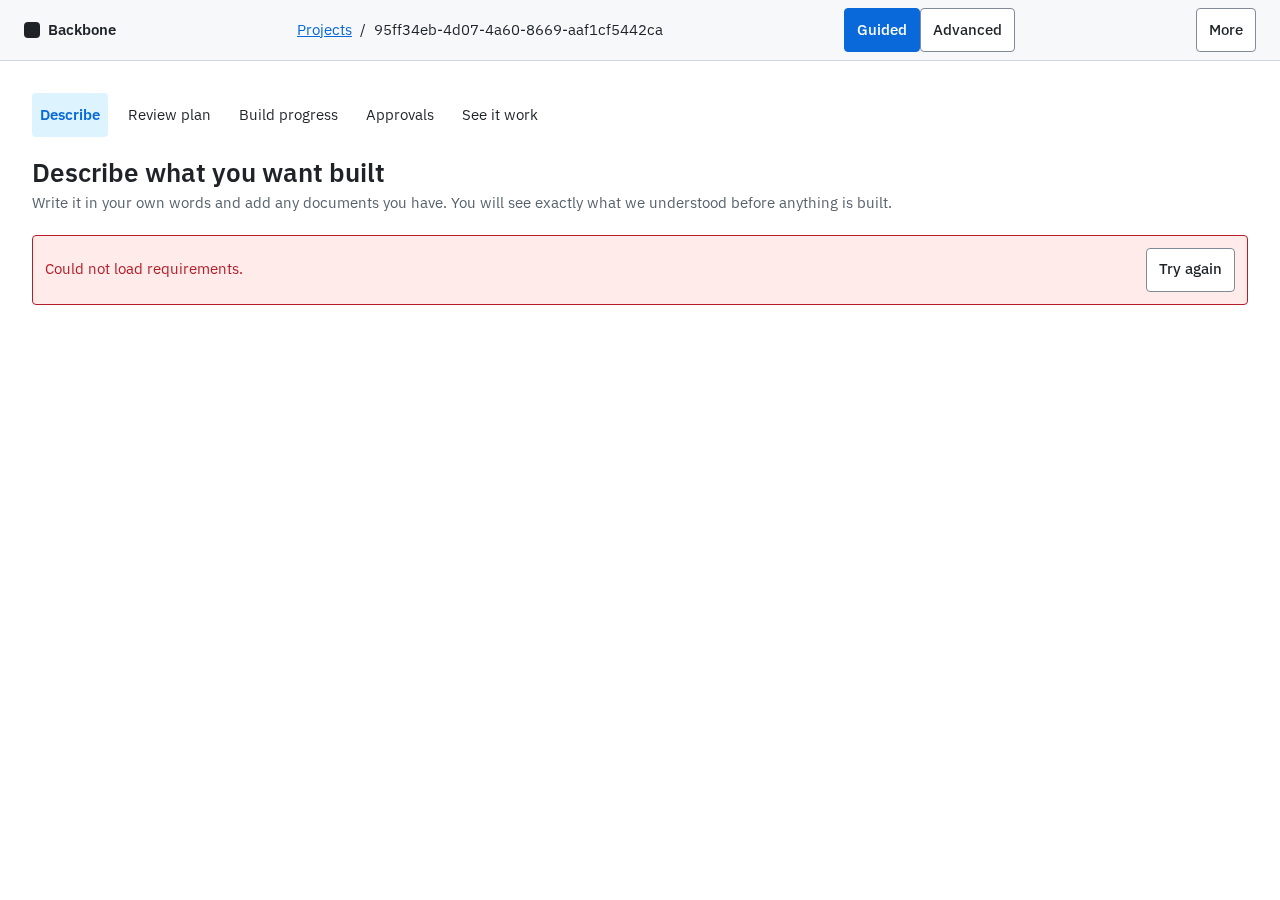 Backbone
Projects / 95ff34eb-4d07-4a60-8669-aaf1cf5442ca
Guided
Advanced
More
Describe
Review plan
Build progress
Approvals
See it work
Describe what you want built
Write it in your own words and add any documents you have. You will see exactly what we understood before anything is built.
Could not load requirements.
Try again